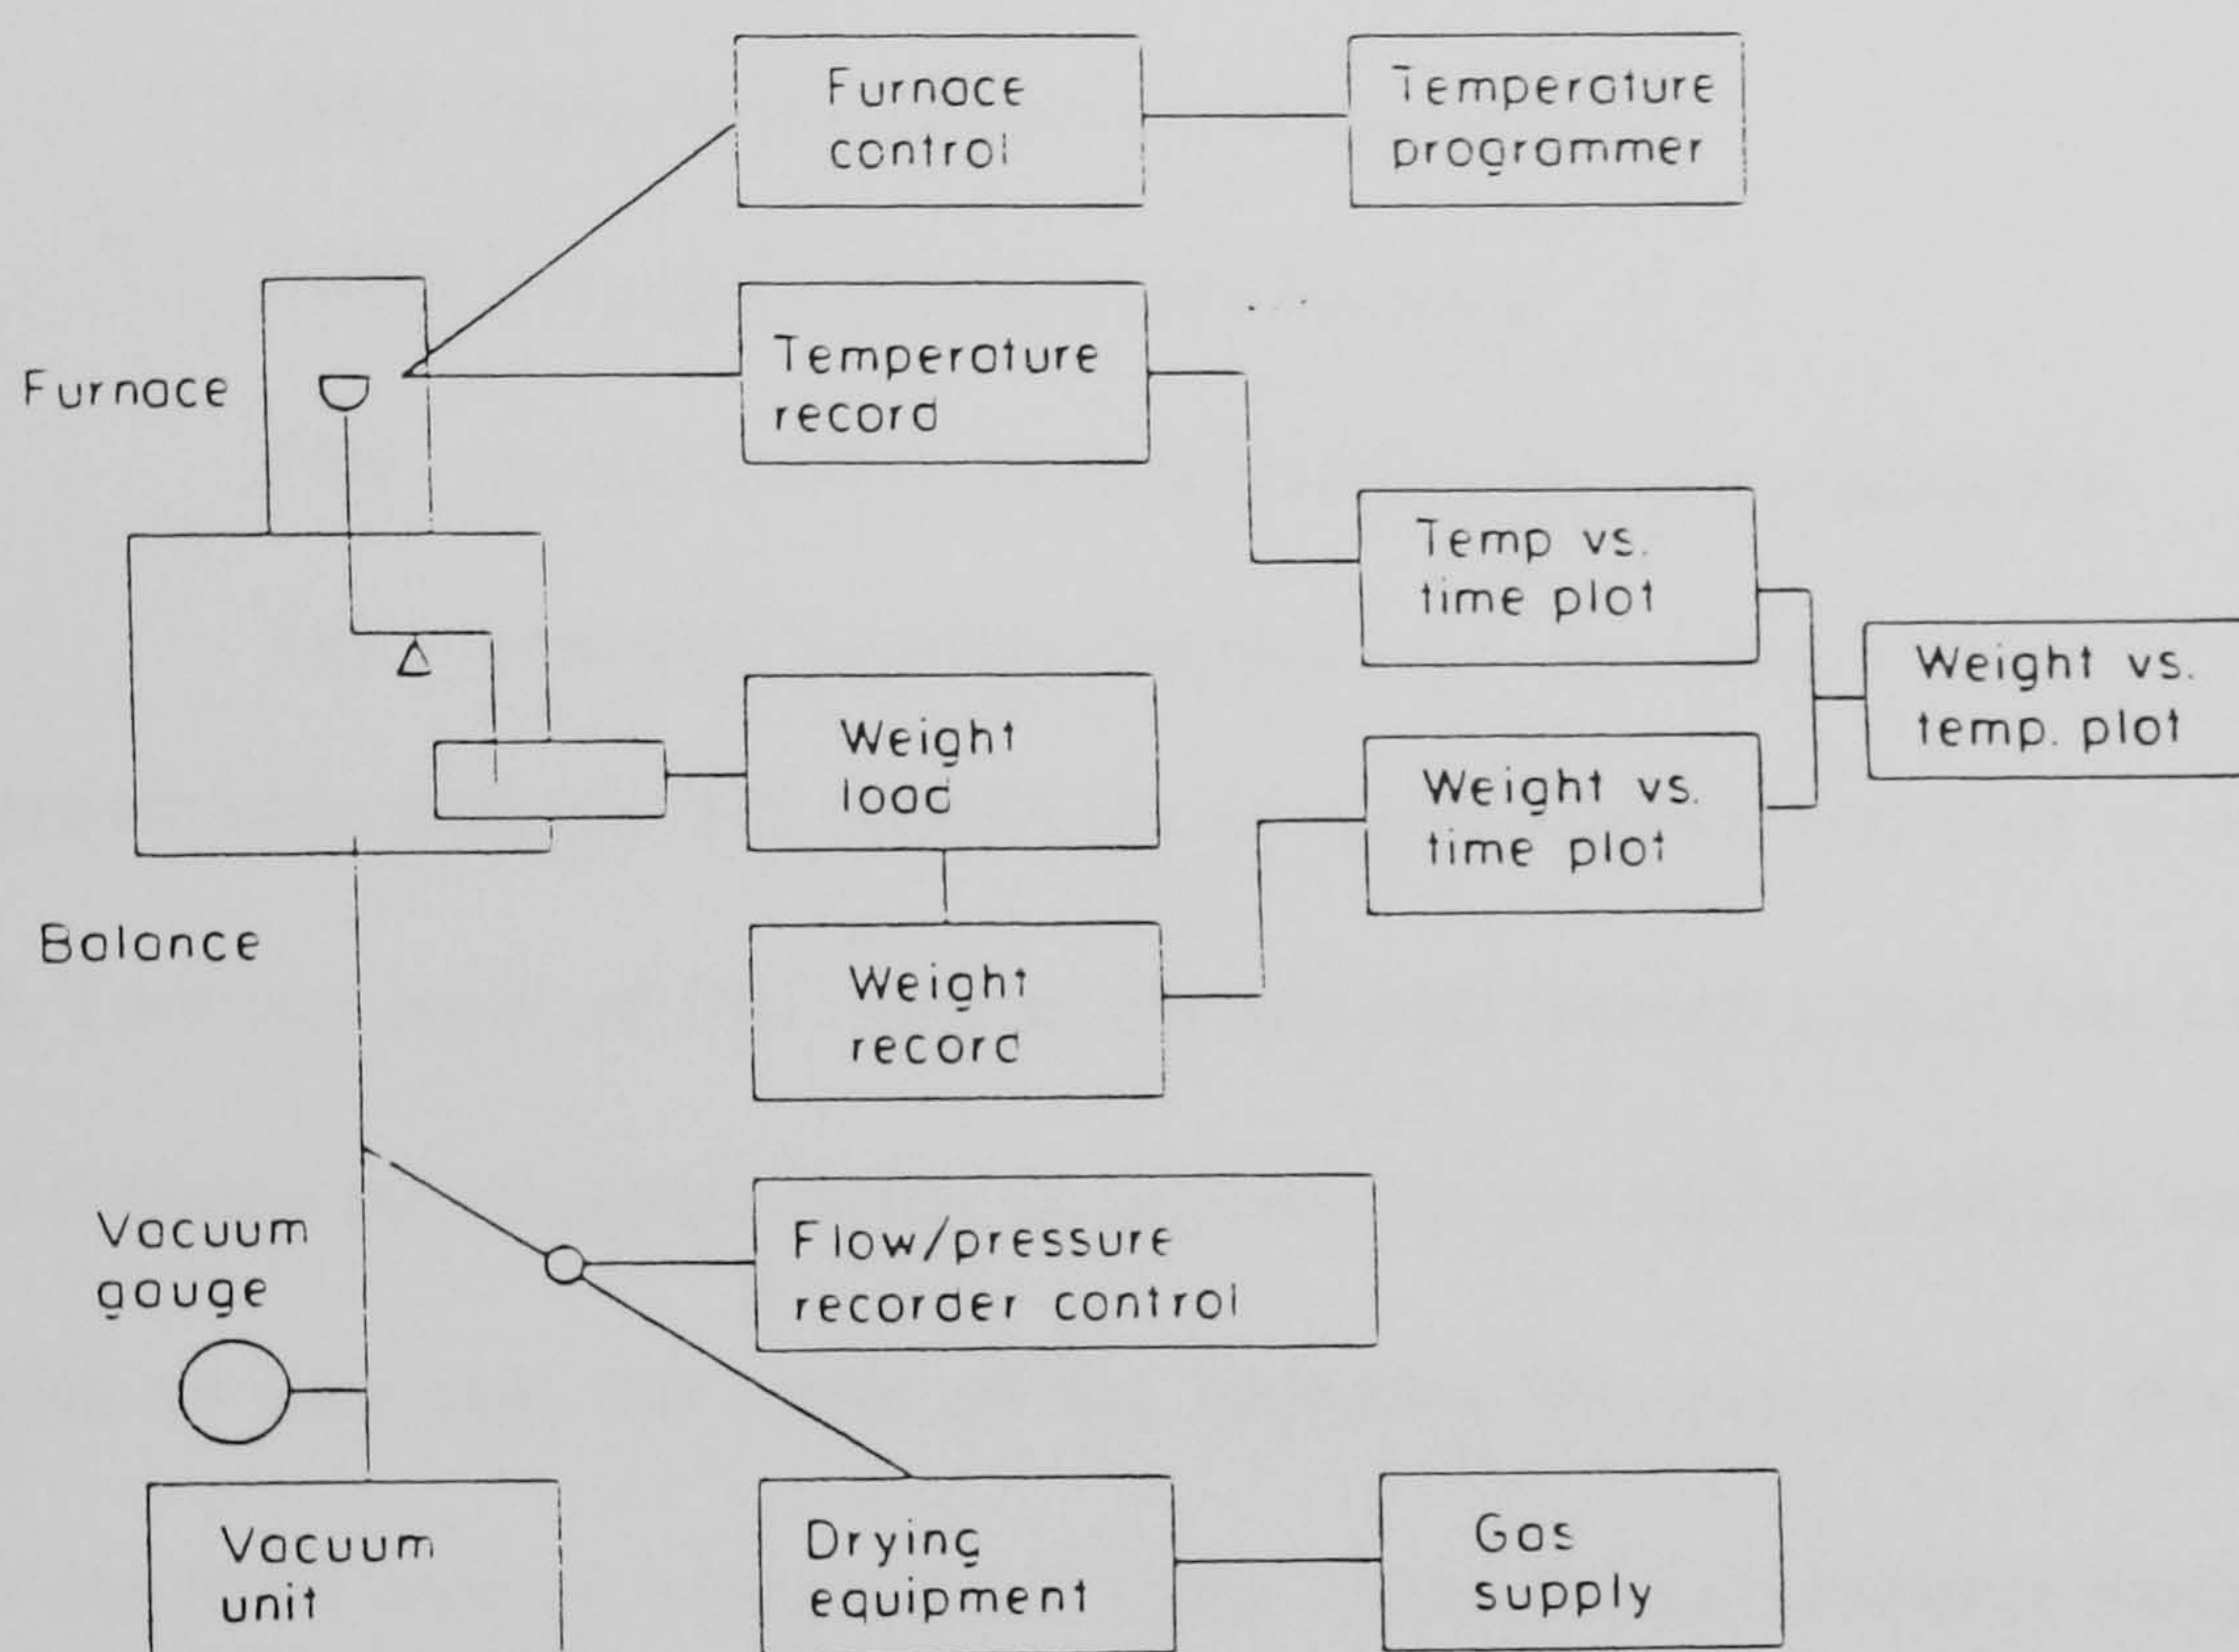 Furnace
control
Temperature
programmer
Temperature
record
Furnace
Temp vs.
time plot
Weight vs.
temp. plot
Weight
load
Weight vs.
time plot
Balance
Weight
record
Vacuum
gauge
Flow/pressure
recorder control
Vacuum
unit
Drying
equipment
Gas
supply